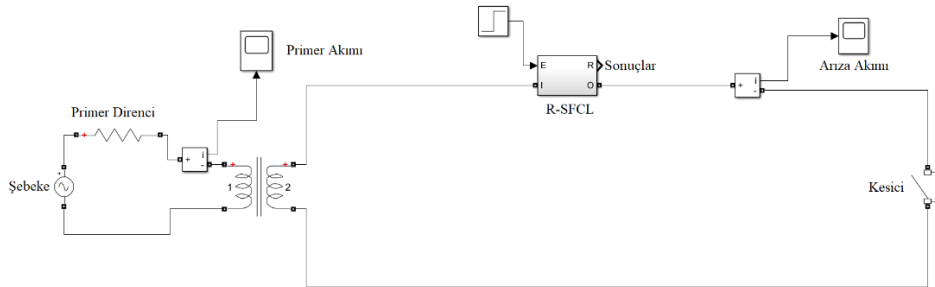 Primer Akımı
Arıza Akımı
E
R
Sonuçlar
I
O
R-SFCL
+
i
-
Primer Direnci
+
+
i
-
+
+
1
2
Şebeke
+
Kesici